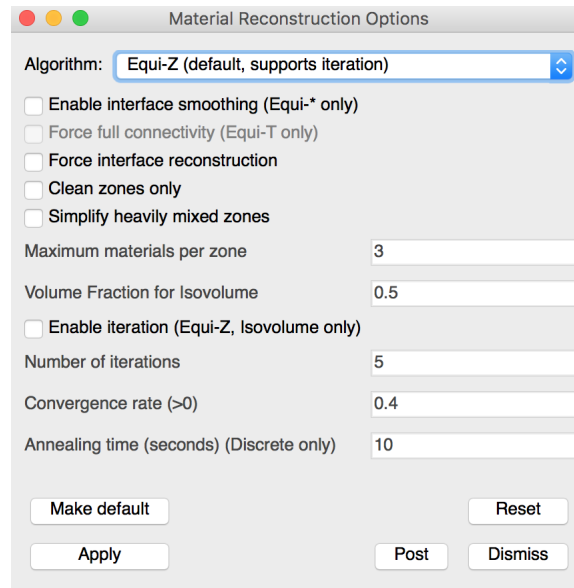 Material Reconstruction Options
Algorithm: Equi-Z (default, supports iteration)
Enable interface smoothing (Equi-* only)
Force full connectivity (Equi-T only)
Force interface reconstruction
Clean zones only
Simplify heavily mixed zones
Maximum materials per zone 3
Volume Fraction for Isovolume 0.5
Enable iteration (Equi-Z, Isovolume only)
Number of iterations 5
Convergence rate (>0) 0.4
Annealing time (seconds) (Discrete only) 10
Make default Reset
Apply Post Dismiss